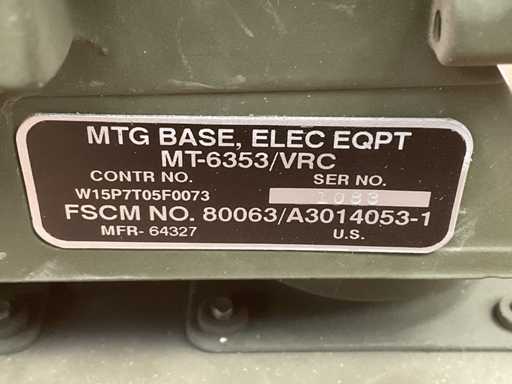 MTG BASE, ELEC EQPT
MT-6353/VRC
CONTR NO. SER NO.
W15P7T05F0073 1033
FSCM NO. 80063/A3014053-1
MFR- 64327 U.S.